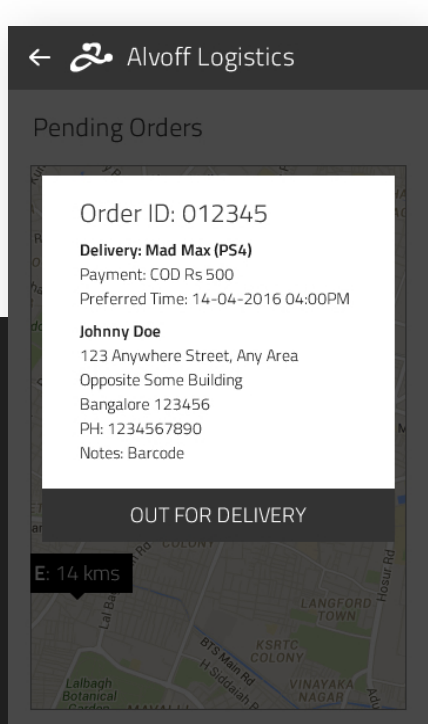 Alvoff Logistics
Pending Orders
Order ID: 012345
Delivery: Mad Max (PS4)
Payment: COD Rs 500
Preferred Time: 14-04-2016 04:00PM
Johnny Doe
123 Anywhere Street, Any Area
Opposite Some Building
Bangalore 123456
PH: 1234567890
Notes: Barcode
OUT FOR DELIVERY
COLONY
E: 14 kms
Hosur Rd
LANGFORD
TOWN
BTS Main Rd
KSRTC
COLONY
H Siddaiah R
Lalbagh
Botanical
VINAYAKA
NAGAR